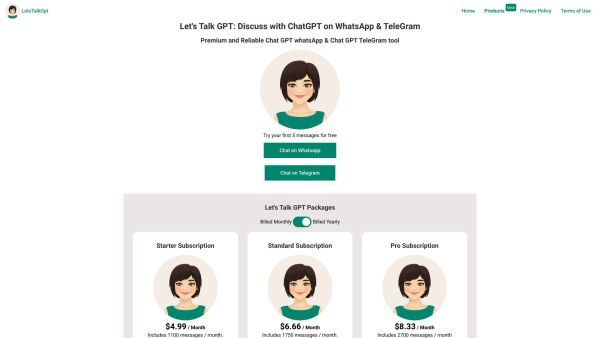 LetsTalkGpt
Home Products New Privacy Policy Terms of Use
Let's Talk GPT: Discuss with ChatGPT on WhatsApp & TeleGram
Premium and Reliable Chat GPT whatsApp & Chat GPT TeleGram tool
Try your first 5 messages for free
Chat on Whatsapp
Chat on Telegram
Let's Talk GPT Packages
Billed Monthly Billed Yearly
Starter Subscription Standard Subscription Pro Subscription
$4.99 / Month $6.66 / Month $8.33 / Month
Includes 1100 messages / month. Includes 1750 messages / month. Includes 2700 messages / month